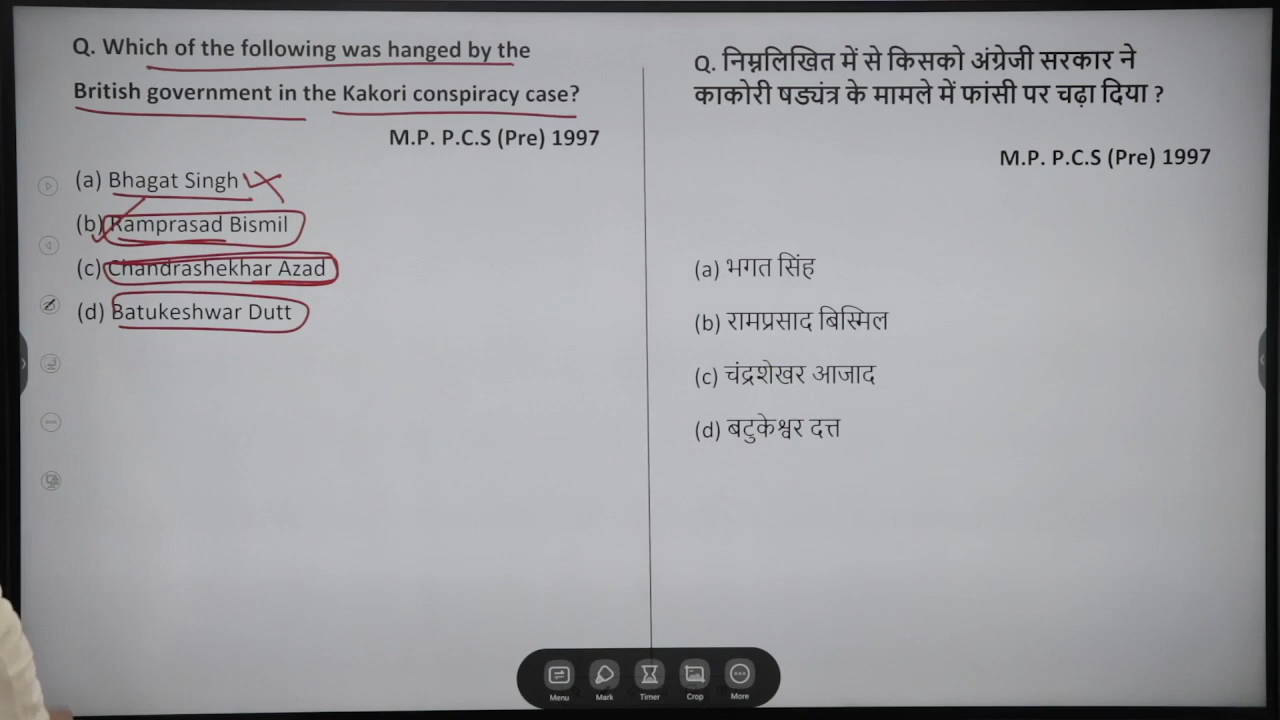 Q. Which of the following was hanged by the
British government in the Kakori conspiracy case?
M.P. P.C.S (Pre) 1997
(a) Bhagat Singh
(b) Ramprasad Bismil
(c) Chandrashekhar Azad
(d) Batukeshwar Dutt
Q. निम्नलिखित में से किसको अंग्रेजी सरकार ने
काकोरी षड्यंत्र के मामले में फांसी पर चढ़ा दिया ?
M.P. P.C.S (Pre) 1997
(a) भगत सिंह
(b) रामप्रसाद बिस्मिल
(c) चंद्रशेखर आजाद
(d) बटुकेश्वर दत्त
Menu Mark Timer Crop More